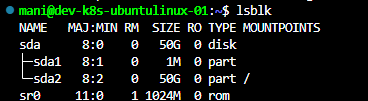 mani@dev-k8s-ubuntulinux-01:~$ lsblk
NAME   MAJ:MIN RM  SIZE RO TYPE MOUNTPOINTS
sda      8:0    0   50G  0 disk
├─sda1   8:1    0    1M  0 part
└─sda2   8:2    0   50G  0 part /
sr0     11:0    1 1024M  0 rom